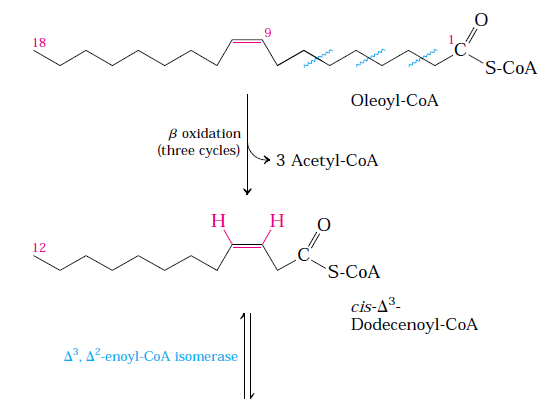 O
18
9
1
C
S-CoA
Oleoyl-CoA
β oxidation
(three cycles)
3 Acetyl-CoA
H H O
12
C
S-CoA
cis-Δ³-
Dodecenoyl-CoA
Δ³, Δ²-enoyl-CoA isomerase